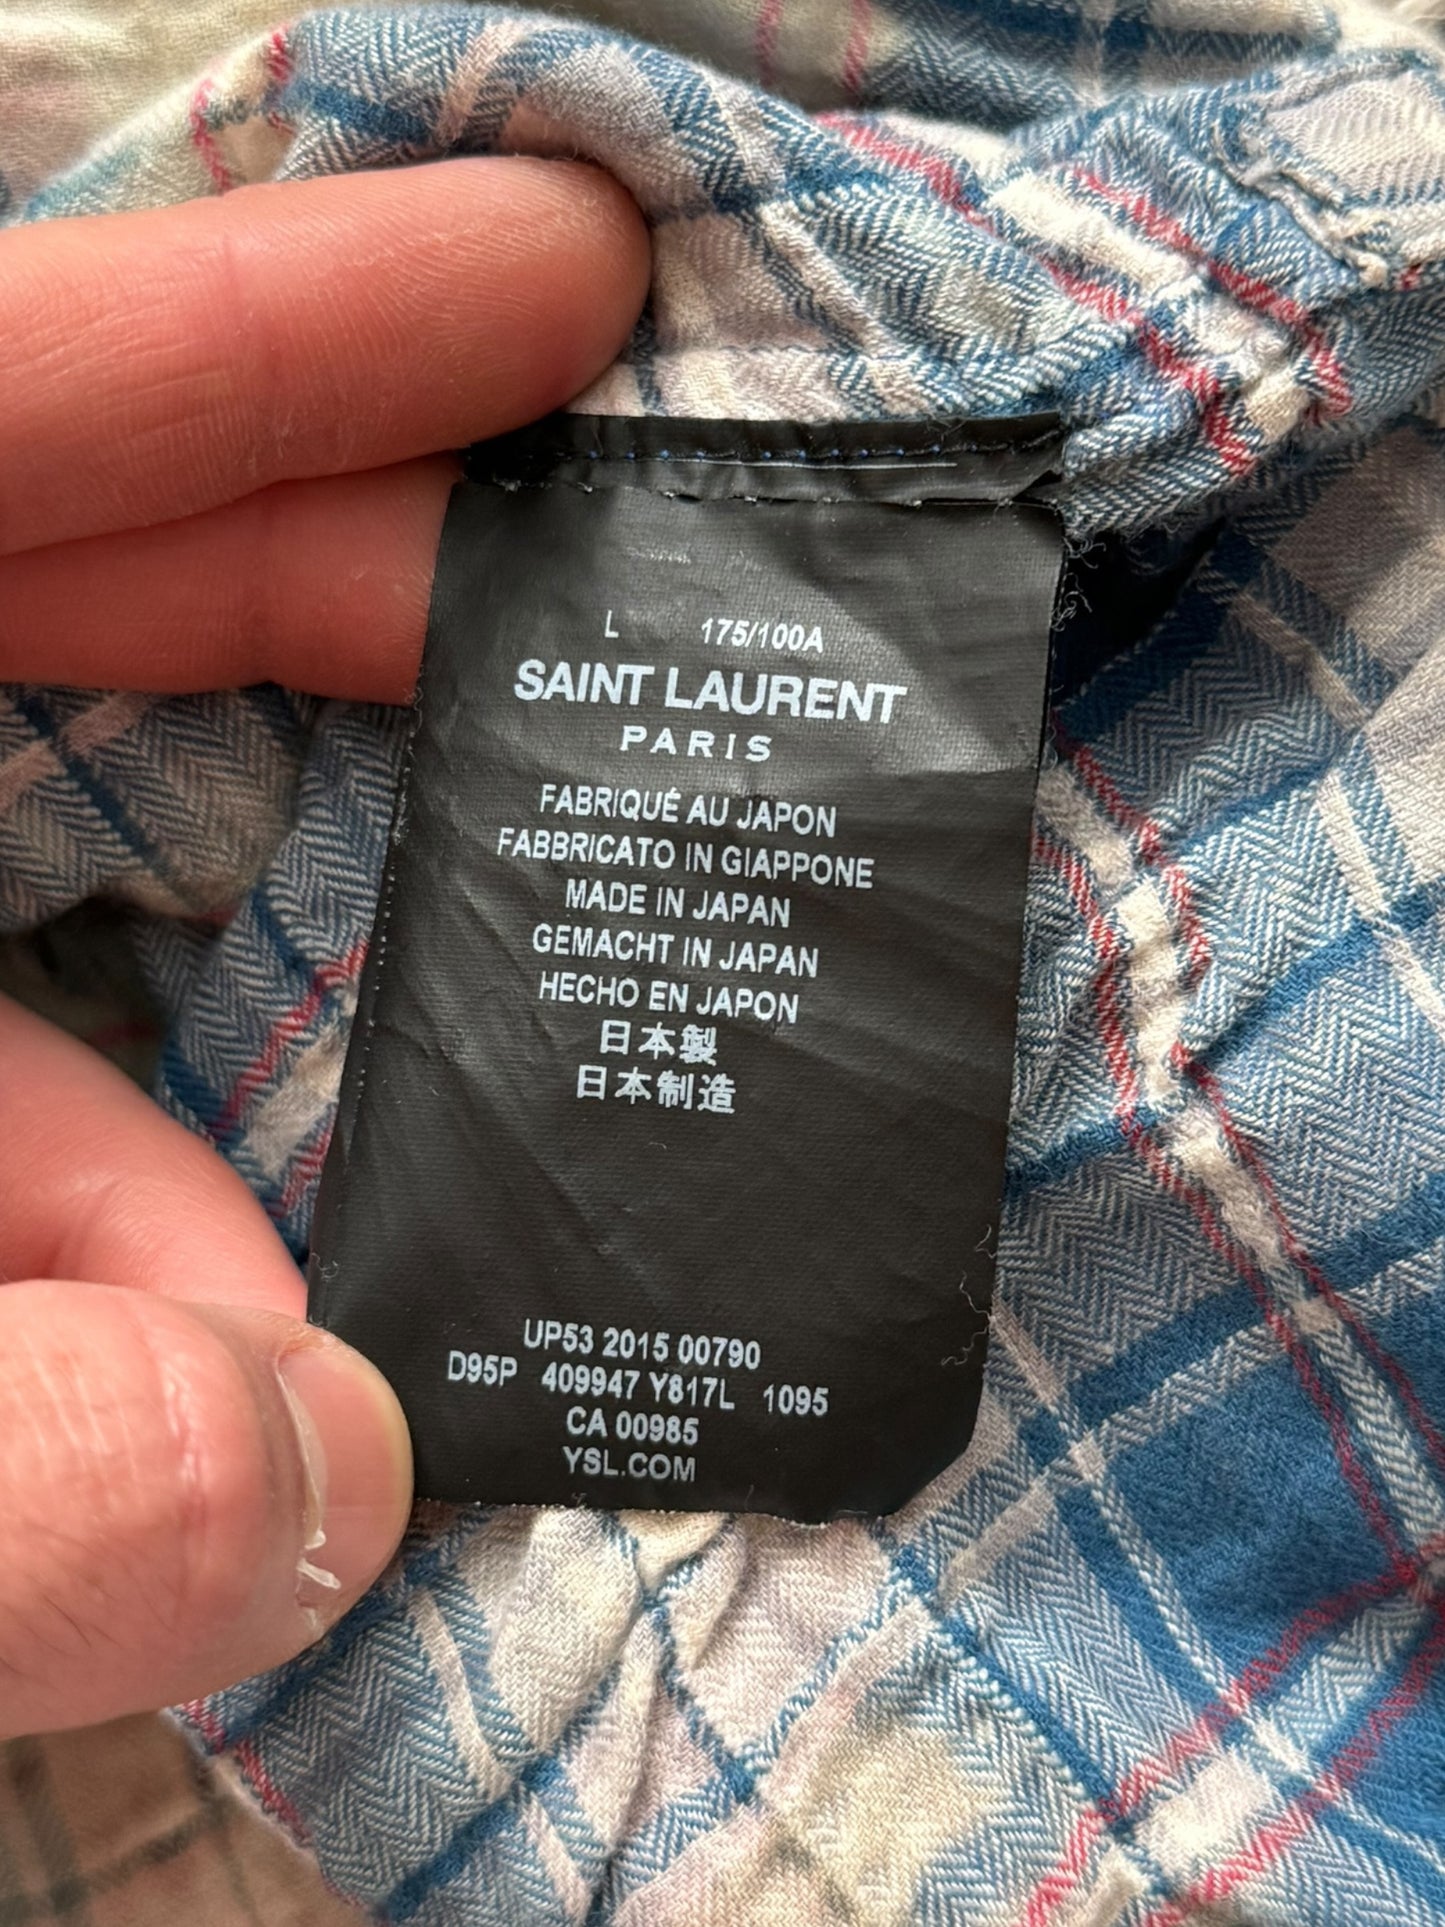 L 175/100A
SAINT LAURENT
PARIS
FABRIQUÉ AU JAPON
FABBRICATO IN GIAPPONE
MADE IN JAPAN
GEMACHT IN JAPAN
HECHO EN JAPON
日本製
日本制造
UP53 2015 00790
D95P 409947 Y817L 1095
CA 00985
YSL.COM